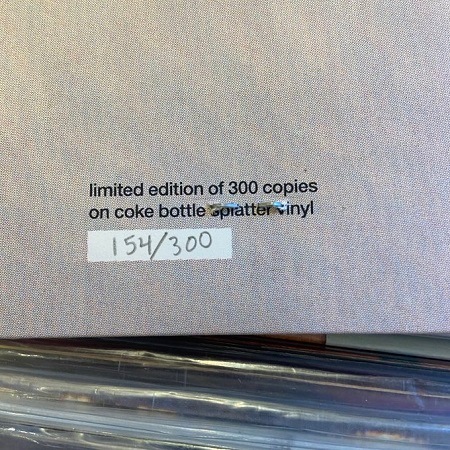 limited edition of 300 copies
on coke bottle splatter vinyl
154/300